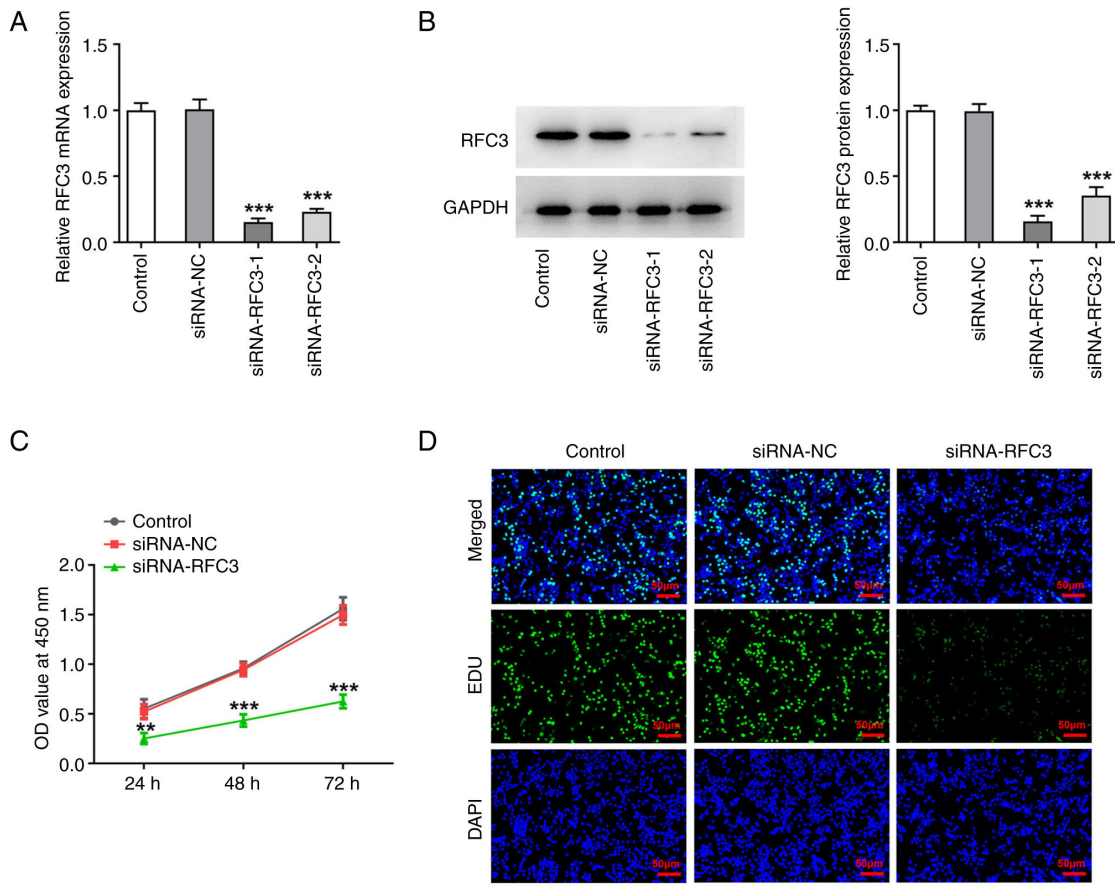 A
Relative RFC3 mRNA expression
1.5
1.0
0.5
0.0
***
***
Control
siRNA-NC
siRNA-RFC3-1
siRNA-RFC3-2
B
RFC3
GAPDH
Control
siRNA-NC
siRNA-RFC3-1
siRNA-RFC3-2
Relative RFC3 protein expression
1.5
1.0
0.5
0.0
***
***
Control
siRNA-NC
siRNA-RFC3-1
siRNA-RFC3-2
C
Control
siRNA-NC
siRNA-RFC3
OD value at 450 nm
2.0
1.5
1.0
0.5
0.0
**
***
***
24 h 48 h 72 h
D
Control siRNA-NC siRNA-RFC3
Merged
50μm 50μm 50μm
EDU
50μm 50μm 50μm
DAPI
50μm 50μm 50μm